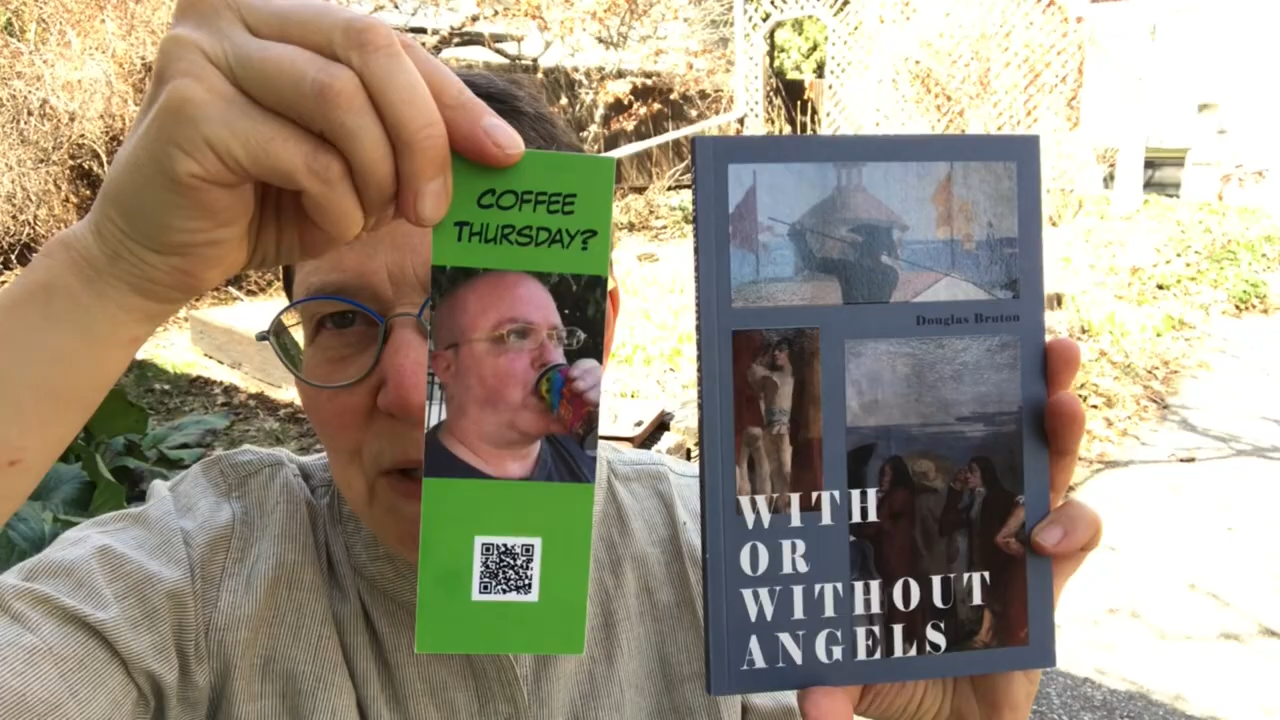 COFFEE
THURSDAY?
Douglas Bruton
WITH
OR
WITHOUT
ANGELS